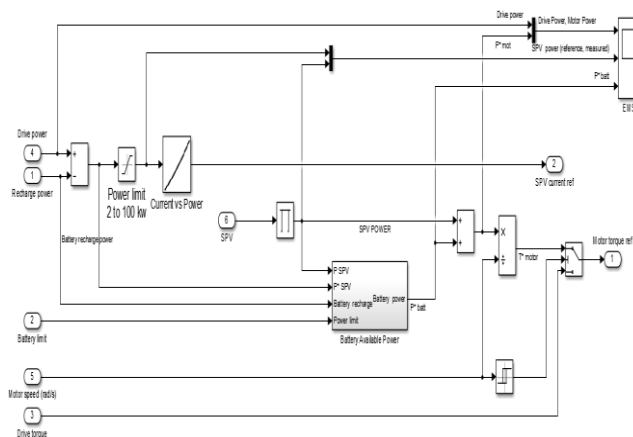 Drive power
Drive Power, Motor Power
P* mot
SPV power (reference, measured)
P* batt
EMS
Drive power
4
1
Recharge power
Power limit
2 to 100 kw
Current vs Power
2
SPV current ref
6
SPV
SPV POWER
Battery recharge power
+
-
+
+
×
÷
T* motor
Motor torque ref
1
P SPV
P* SPV
Battery recharge
Power limit
Battery power
P* batt
Battery Available Power
2
Battery limit
5
Motor speed (rad/s)
3
Drive torque